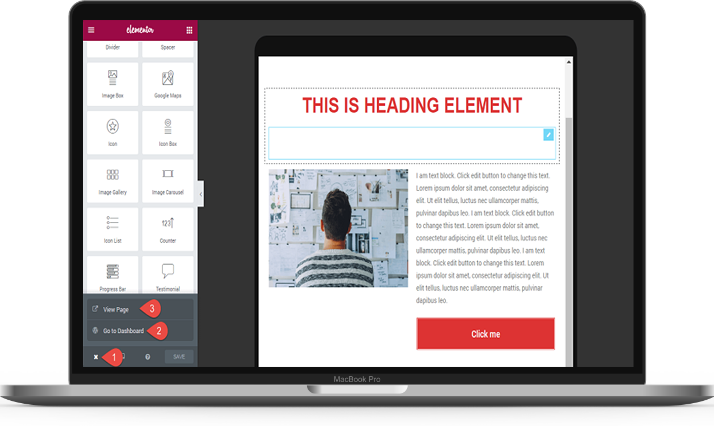 elementor
Divider
Spacer
Image Box
Google Maps
Icon
Icon Box
Image Gallery
Image Carousel
Icon List
Counter
Progress Bar
Testimonial
View Page
3
Go to Dashboard
2
1
SAVE
THIS IS HEADING ELEMENT
I am text block. Click edit button to change this text.
Lorem ipsum dolor sit amet, consectetur adipiscing
elit. Ut elit tellus, luctus nec ullamcorper mattis,
pulvinar dapibus leo. I am text block. Click edit button
to change this text. Lorem ipsum dolor sit amet,
consectetur adipiscing elit. Ut elit tellus, luctus nec
ullamcorper mattis, pulvinar dapibus leo. I am text
block. Click edit button to change this text. Lorem
ipsum dolor sit amet, consectetur adipiscing elit. Ut
elit tellus, luctus nec ullamcorper mattis, pulvinar
dapibus leo.
Click me
MacBook Pro